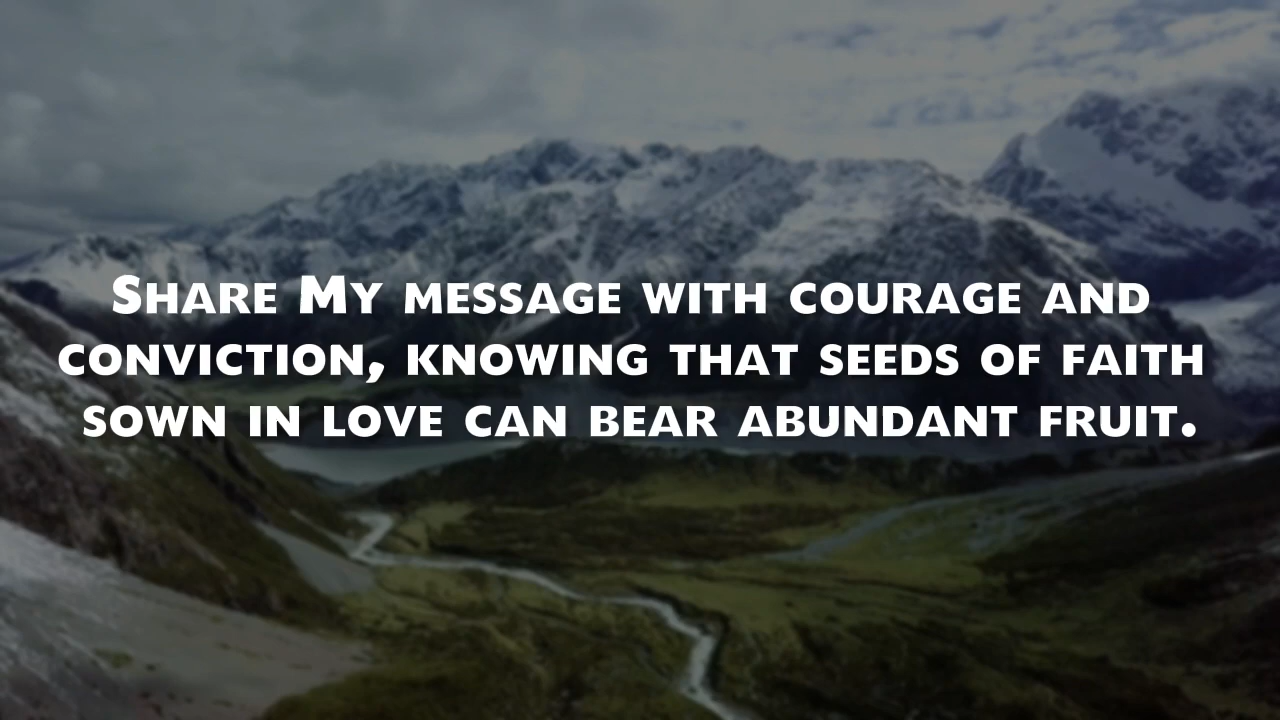 Share My message with courage and
conviction, knowing that seeds of faith
sown in love can bear abundant fruit.